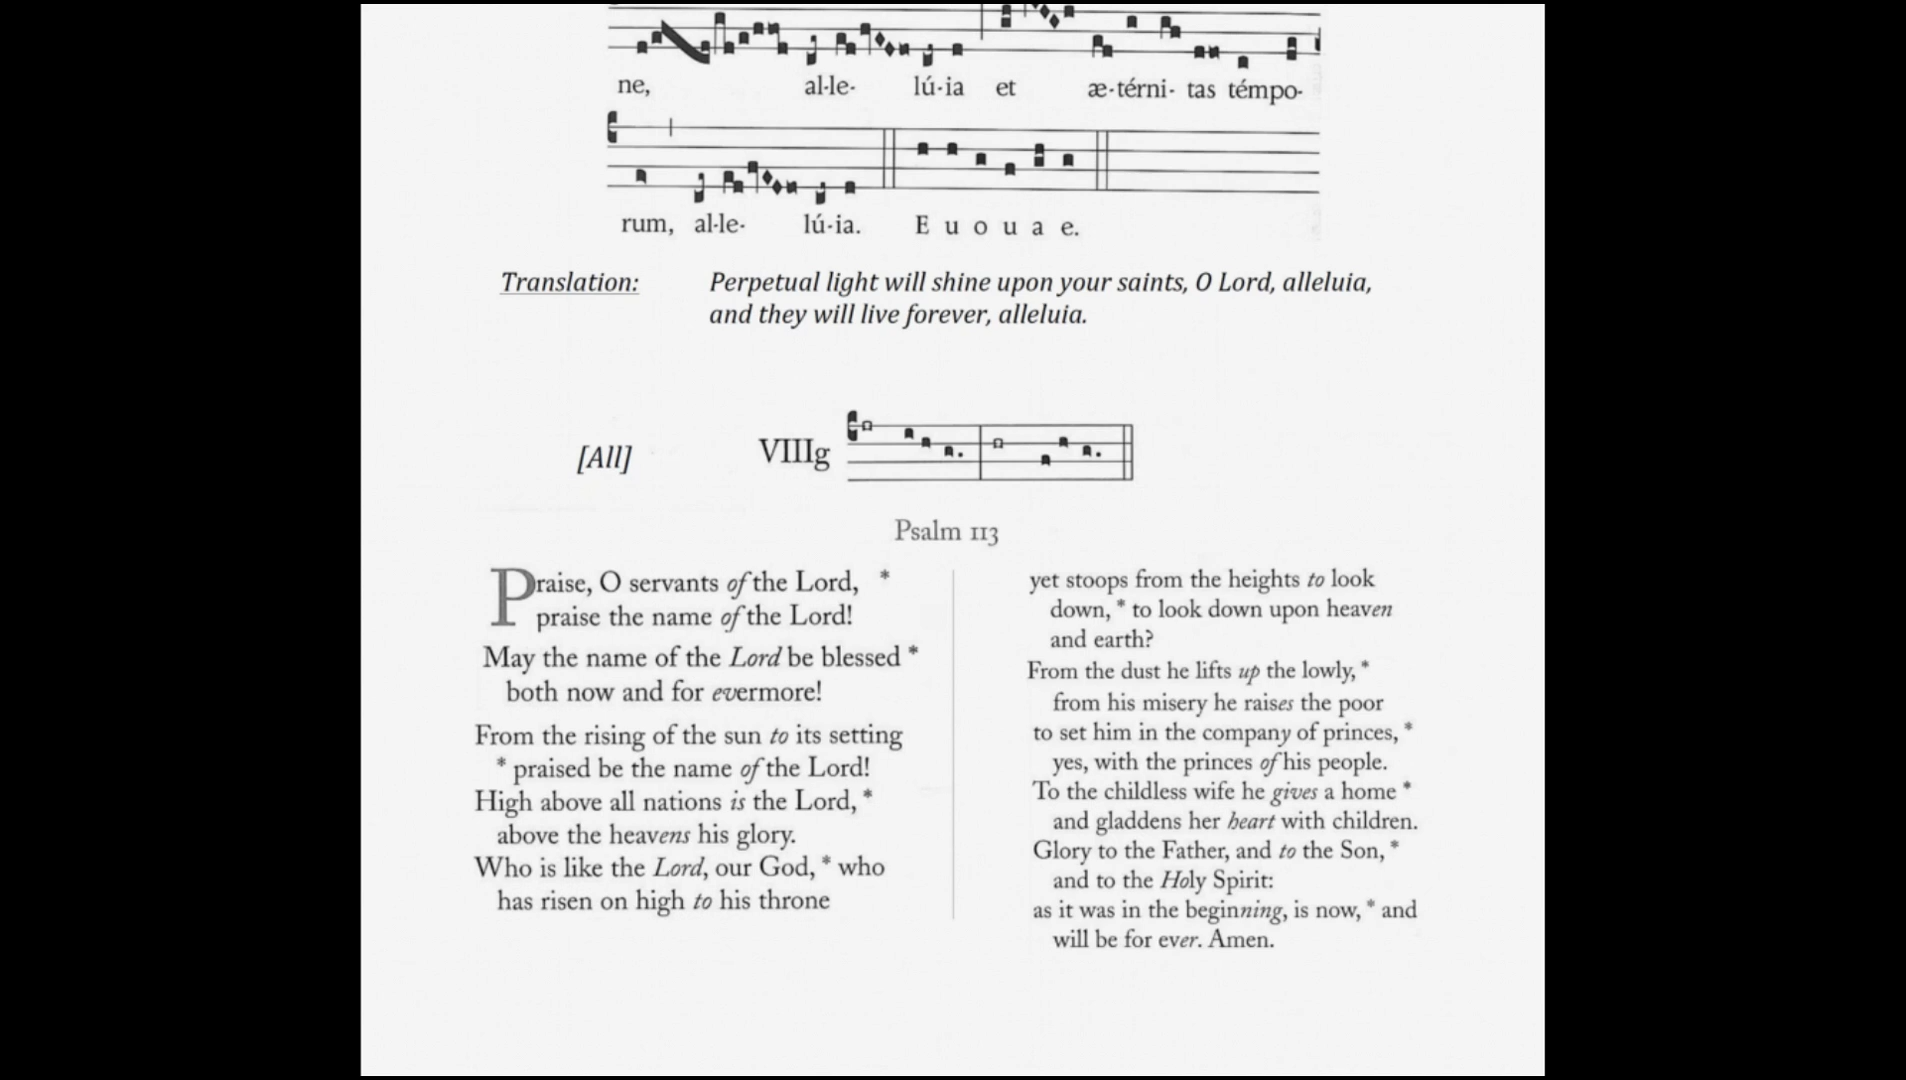 ne, al-le- lú-ia et æ-térni- tas témpo-
rum, al-le- lú-ia. E u o u a e.
Translation: Perpetual light will shine upon your saints, O Lord, alleluia,
and they will live forever, alleluia.
[All] VIIIg
Psalm 113
Praise, O servants of the Lord, *
praise the name of the Lord!
May the name of the Lord be blessed *
both now and for evermore!
From the rising of the sun to its setting
* praised be the name of the Lord!
High above all nations is the Lord, *
above the heavens his glory.
Who is like the Lord, our God, * who
has risen on high to his throne
yet stoops from the heights to look
down, * to look down upon heaven
and earth?
From the dust he lifts up the lowly, *
from his misery he raises the poor
to set him in the company of princes, *
yes, with the princes of his people.
To the childless wife he gives a home *
and gladdens her heart with children.
Glory to the Father, and to the Son, *
and to the Holy Spirit:
as it was in the beginning, is now, * and
will be for ever. Amen.